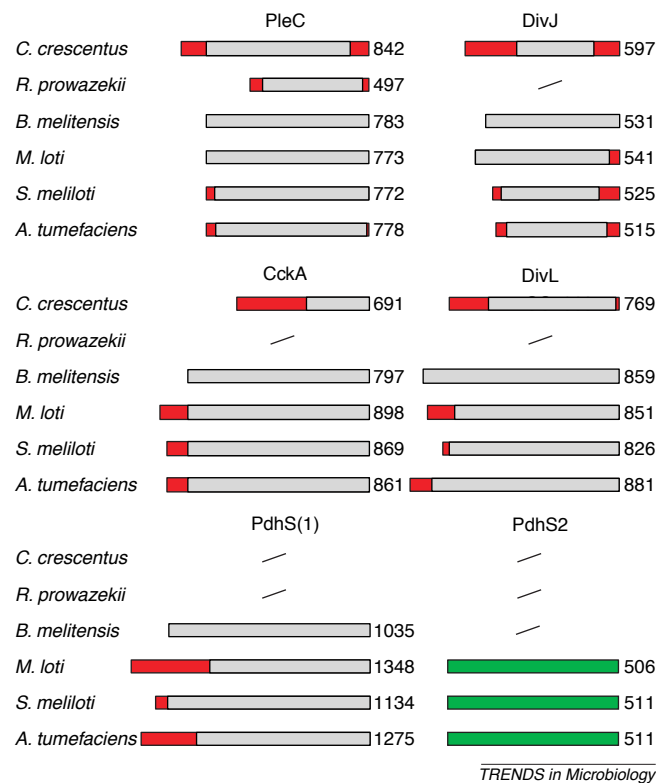 PleC DivJ
C. crescentus 842 597
R. prowazekii 497
B. melitensis 783 531
M. loti 773 541
S. meliloti 772 525
A. tumefaciens 778 515
CckA DivL
C. crescentus 691 769
R. prowazekii
B. melitensis 797 859
M. loti 898 851
S. meliloti 869 826
A. tumefaciens 861 881
PdhS(1) PdhS2
C. crescentus
R. prowazekii
B. melitensis 1035
M. loti 1348 506
S. meliloti 1134 511
A. tumefaciens 1275 511
TRENDS in Microbiology